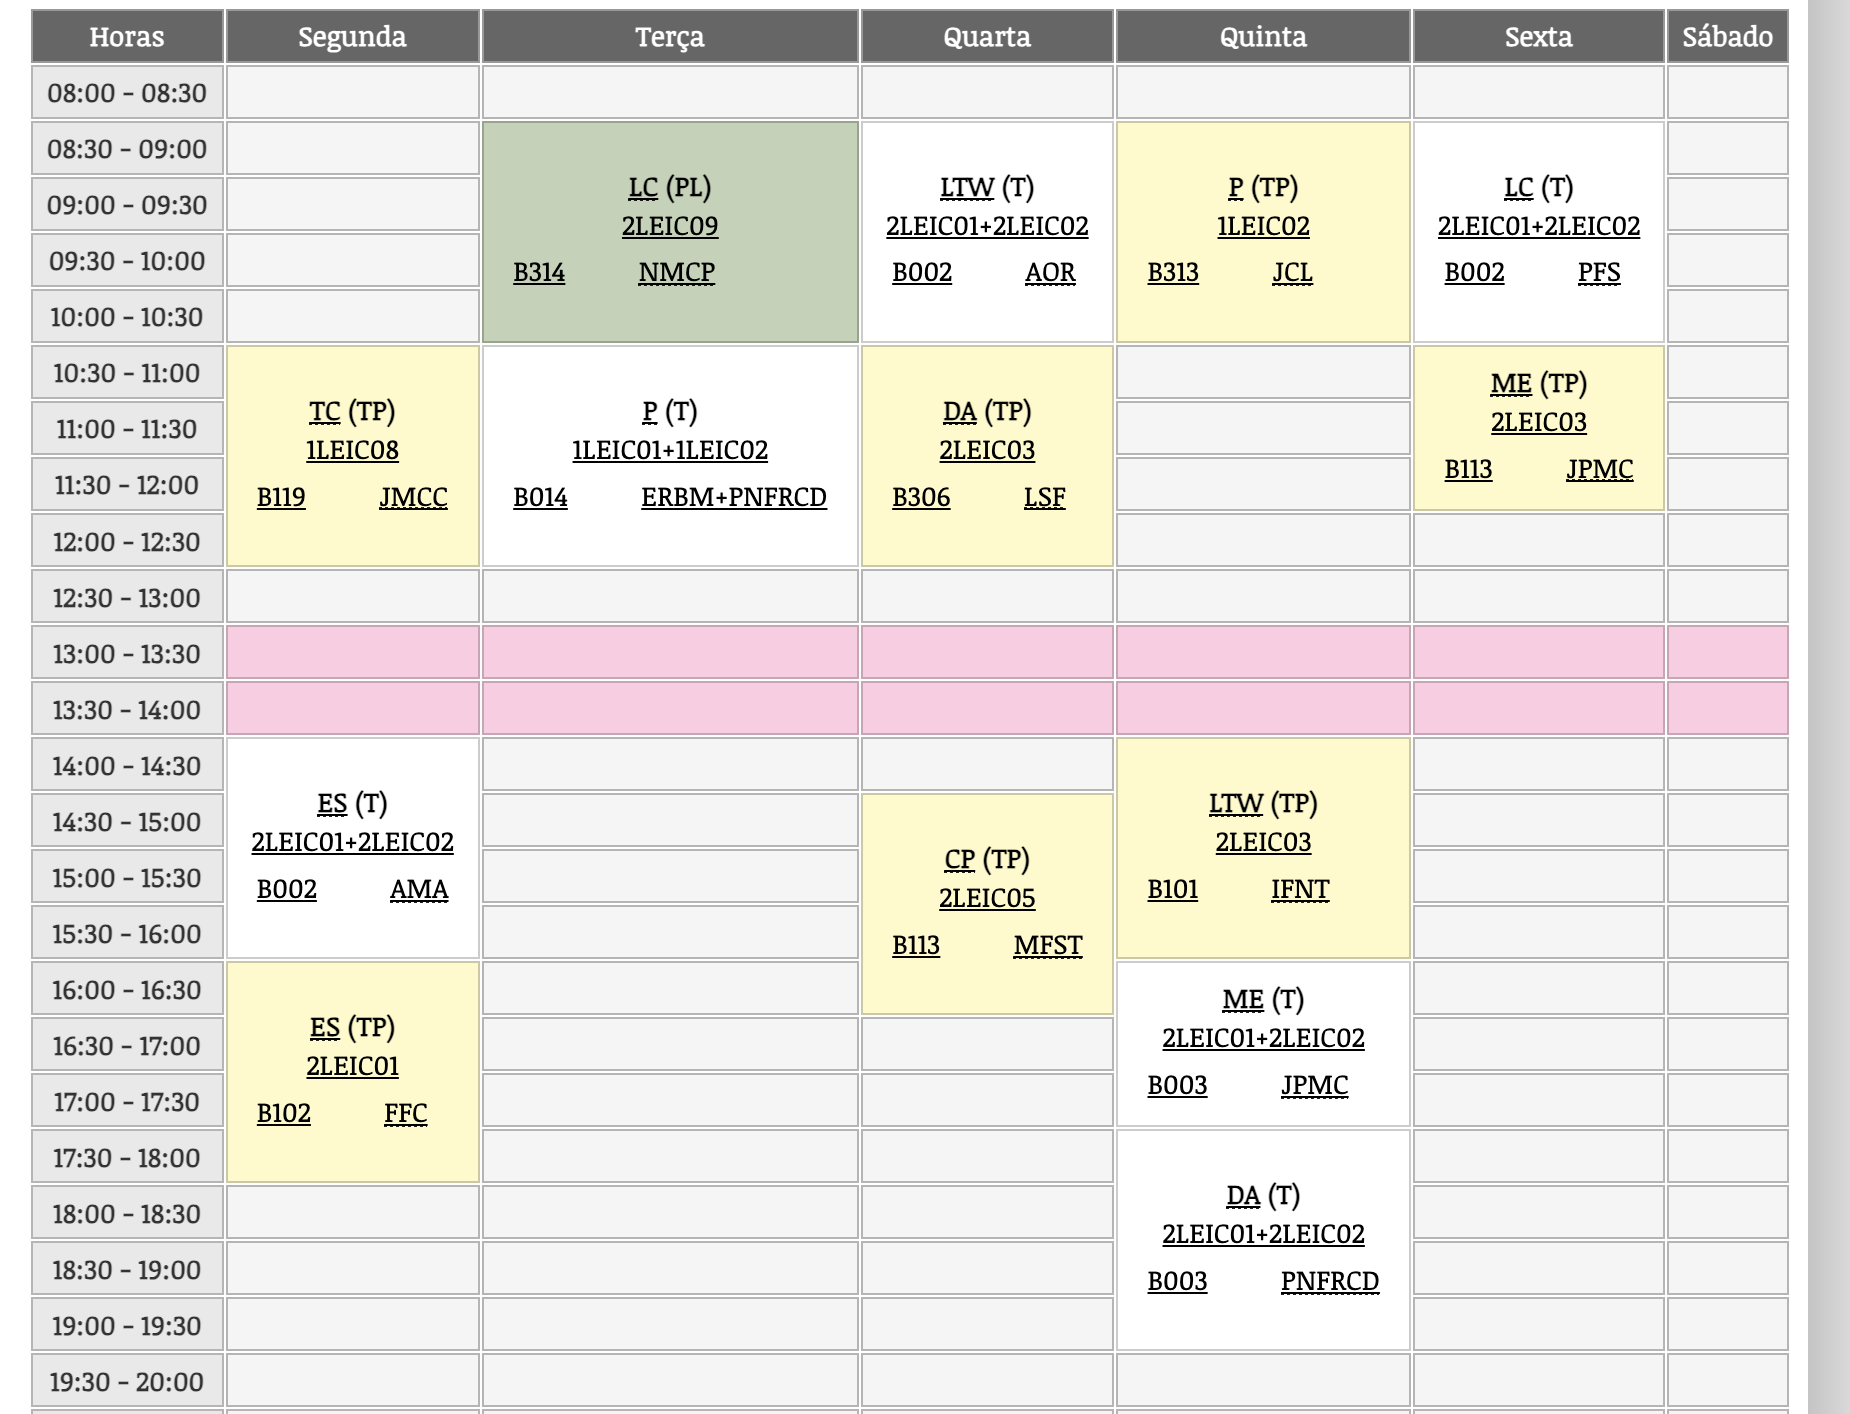 Horas Segunda Terça Quarta Quinta Sexta Sábado
08:00 - 08:30
08:30 - 09:00
LC (PL) LTW (T) P (TP) LC (T)
09:00 - 09:30
2LEIC09 2LEIC01+2LEIC02 1LEIC02 2LEIC01+2LEIC02
09:30 - 10:00
B314 NMCP B002 AOR B313 JCL B002 PFS
10:00 - 10:30
10:30 - 11:00
ME (TP)
TC (TP) P (T) DA (TP)
11:00 - 11:30
2LEIC03
1LEIC08 1LEIC01+1LEIC02 2LEIC03
B113 JPMC
11:30 - 12:00
B119 JMCC B014 ERBM+PNFRCD B306 LSF
12:00 - 12:30
12:30 - 13:00
13:00 - 13:30
13:30 - 14:00
14:00 - 14:30
ES (T) LTW (TP)
14:30 - 15:00
2LEIC01+2LEIC02 2LEIC03
CP (TP)
15:00 - 15:30
B002 AMA B101 IFNT
2LEIC05
15:30 - 16:00
B113 MFST
16:00 - 16:30
ME (T)
ES (TP)
2LEIC01+2LEIC02
16:30 - 17:00
2LEIC01
B003 JPMC
17:00 - 17:30
B102 FFC
17:30 - 18:00
DA (T)
18:00 - 18:30
2LEIC01+2LEIC02
18:30 - 19:00
B003 PNFRCD
19:00 - 19:30
19:30 - 20:00